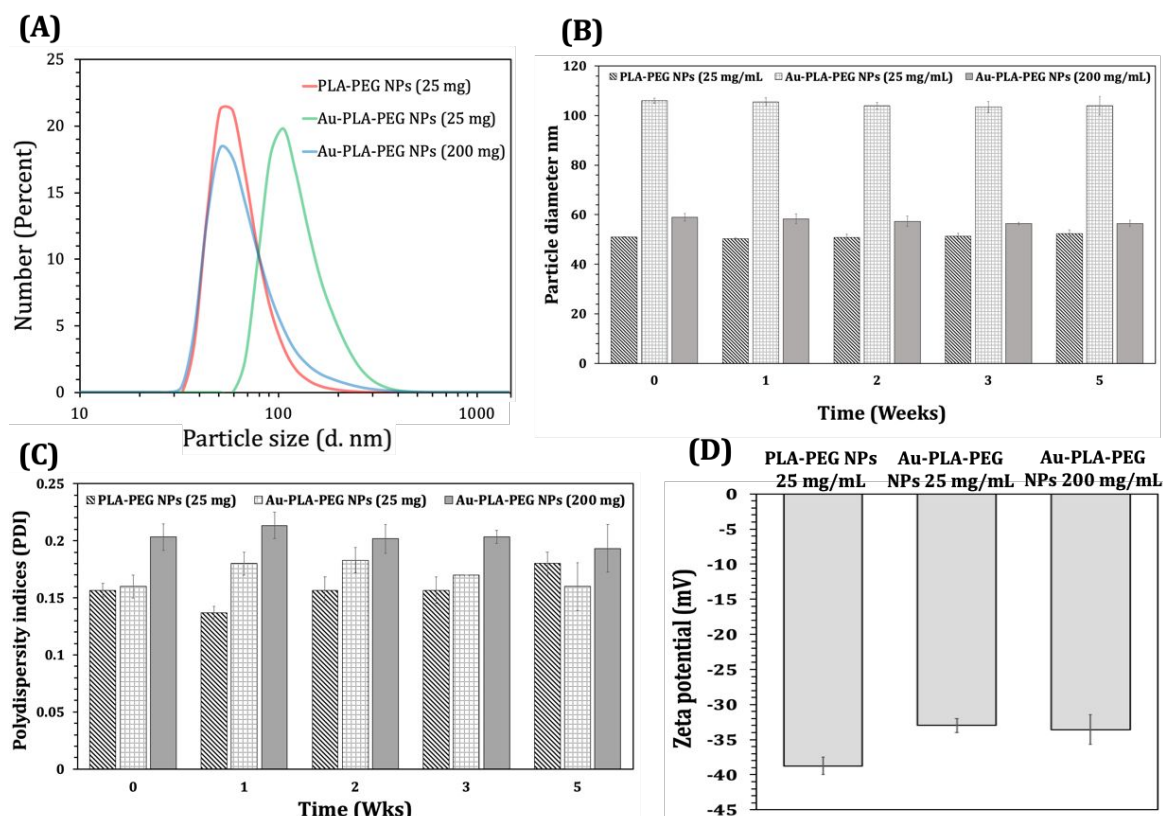 (A)
25
20
15
10
5
0
Number (Percent)
PLA-PEG NPs (25 mg)
Au-PLA-PEG NPs (25 mg)
Au-PLA-PEG NPs (200 mg)
10
100
1000
Particle size (d. nm)
(B)
120
100
80
60
40
20
0
Particle diameter nm
PLA-PEG NPs (25 mg/mL
Au-PLA-PEG NPs (25 mg/mL)
Au-PLA-PEG NPs (200 mg/mL)
0
1
2
3
5
Time (Weeks)
(C)
0.25
0.2
0.15
0.1
0.05
0
Polydispersity indices (PDI)
PLA-PEG NPs (25 mg)
Au-PLA-PEG NPs (25 mg)
Au-PLA-PEG NPs (200 mg)
0
1
2
3
5
Time (Wks)
(D)
PLA-PEG NPs
25 mg/mL
Au-PLA-PEG
NPs 25 mg/mL
Au-PLA-PEG
NPs 200 mg/mL
0
-5
-10
-15
-20
-25
-30
-35
-40
-45
Zeta potential (mV)